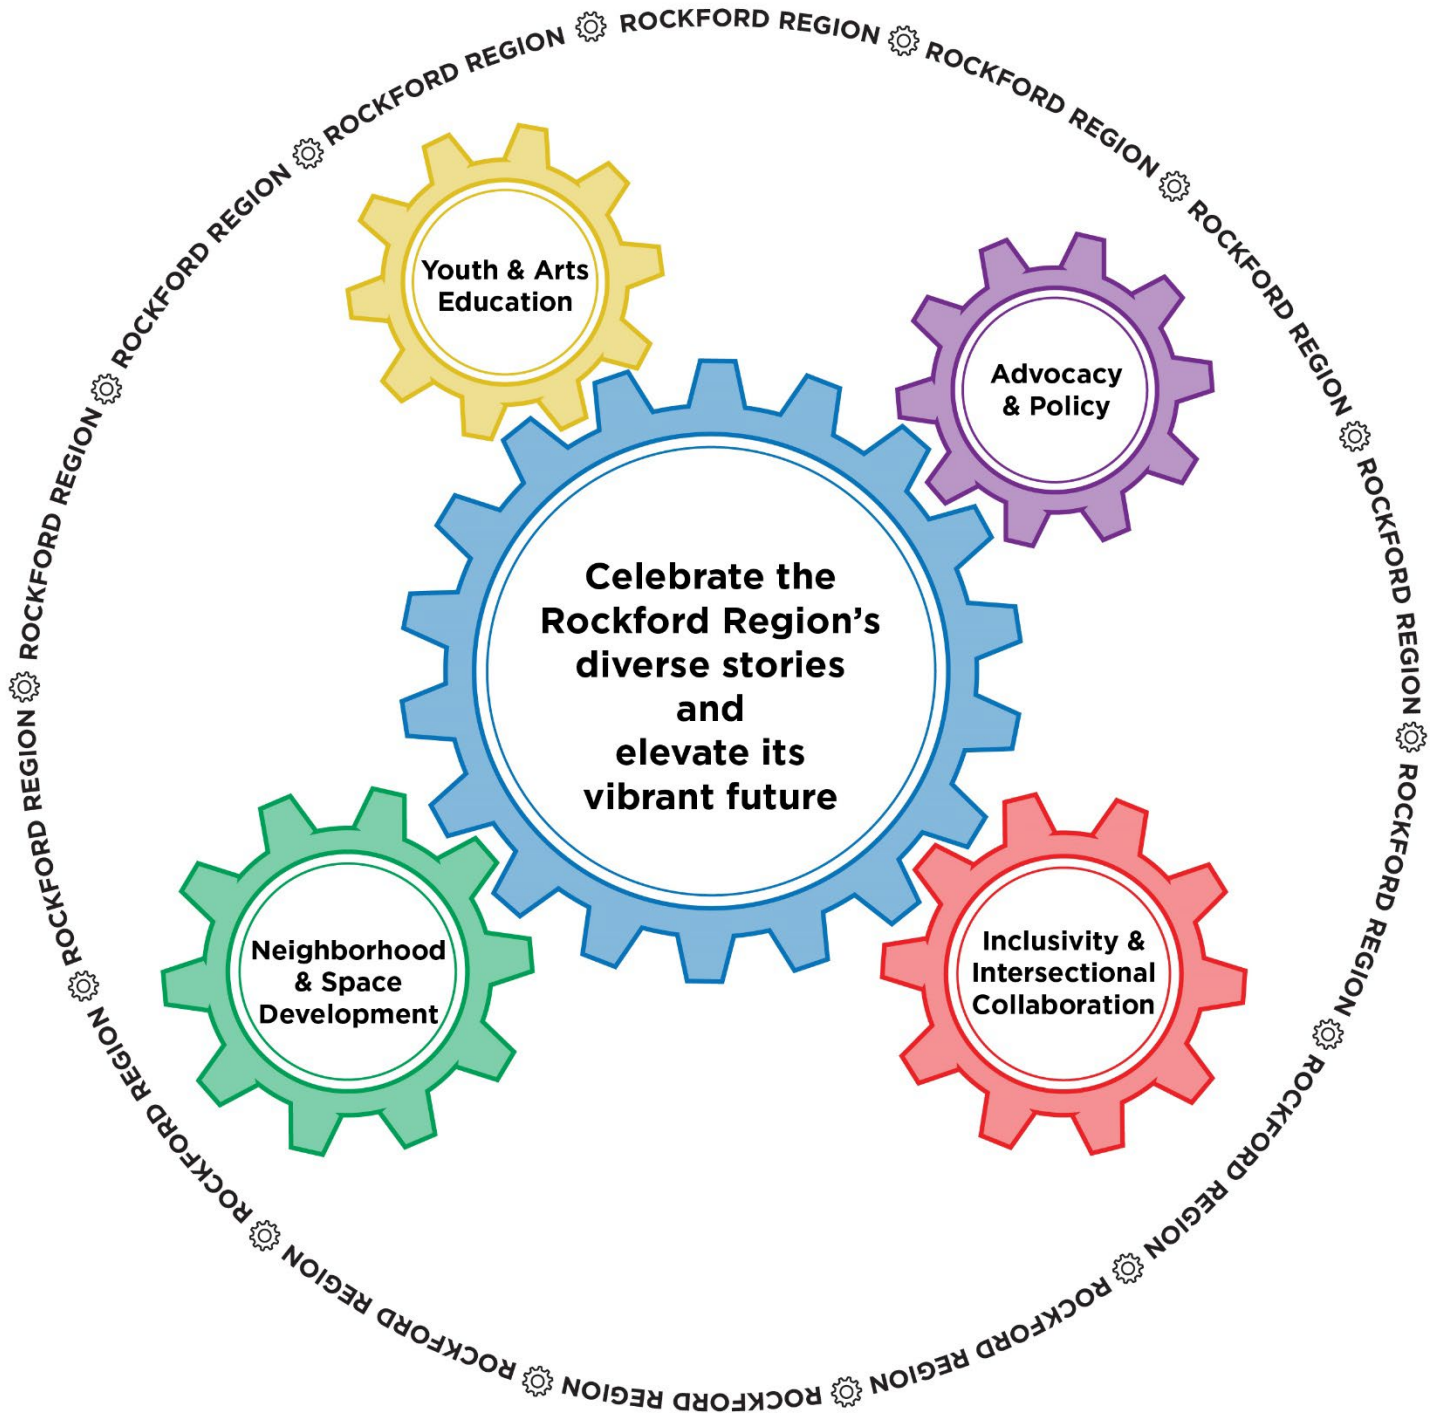 ROCKFORD REGION
ROCKFORD REGION
ROCKFORD REGION
ROCKFORD REGION
ROCKFORD REGION
ROCKFORD REGION
ROCKFORD REGION
ROCKFORD REGION
ROCKFORD REGION
ROCKFORD REGION
ROCKFORD REGION
ROCKFORD REGION
ROCKFORD REGION
ROCKFORD REGION
Youth & Arts
Education
Advocacy
& Policy
Celebrate the
Rockford Region’s
diverse stories
and
elevate its
vibrant future
Neighborhood
& Space
Development
Inclusivity &
Intersectional
Collaboration